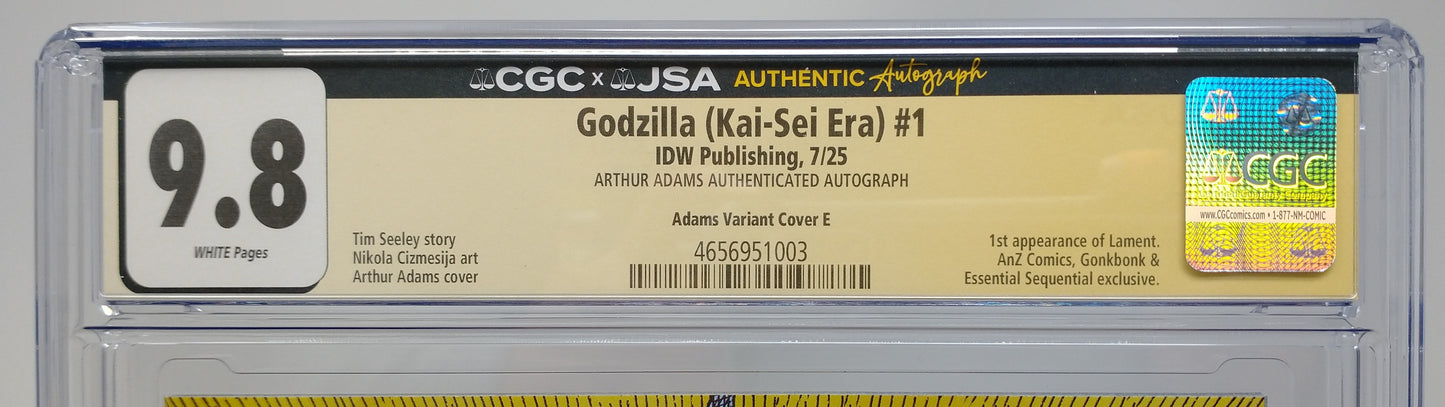 CGC x JSA AUTHENTIC Autograph
9.8
WHITE Pages
Godzilla (Kai-Sei Era) #1
IDW Publishing, 7/25
ARTHUR ADAMS AUTHENTICATED AUTOGRAPH
Adams Variant Cover E
4656951003
Tim Seeley story
Nikola Cizmesija art
Arthur Adams cover
1st appearance of Lament.
AnZ Comics, Gonkbonk &
Essential Sequential exclusive.
CGC
www.CGCcomics.com • 1-877-NM-COMIC